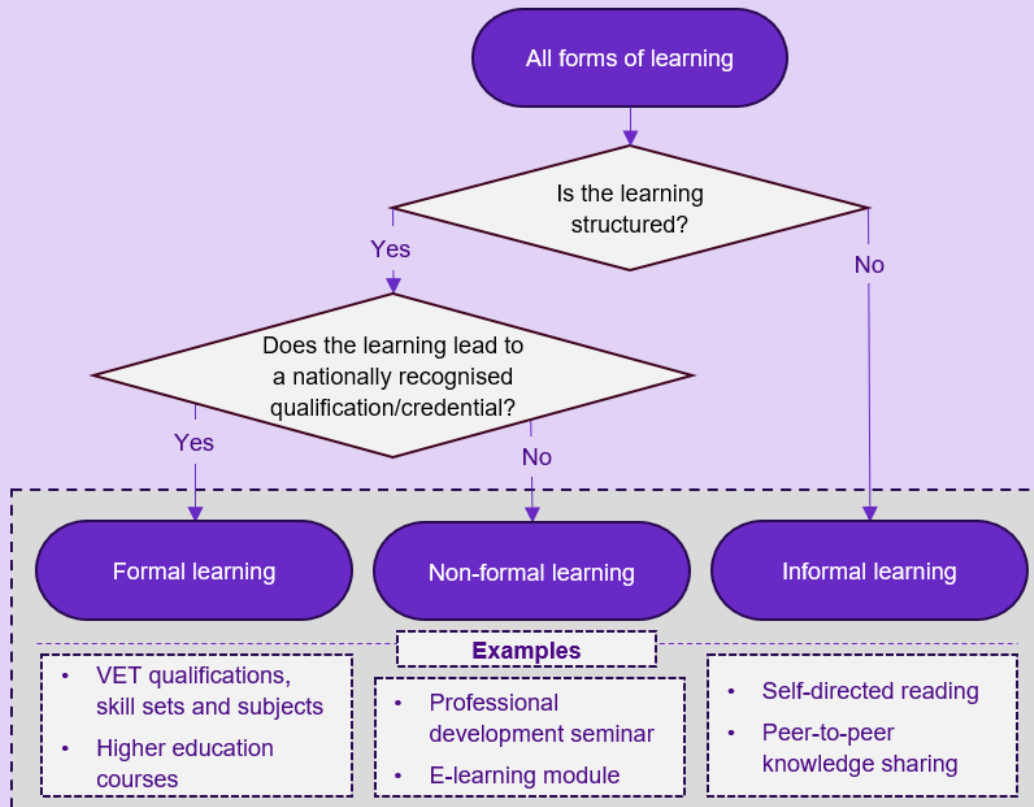 All forms of learning
Is the learning
structured?
Yes
No
Does the learning lead to
a nationally recognised
qualification/credential?
Yes
No
Formal learning
Non-formal learning
Informal learning
Examples
• VET qualifications,
skill sets and subjects
• Higher education
courses
• Professional
development seminar
• E-learning module
• Self-directed reading
• Peer-to-peer
knowledge sharing